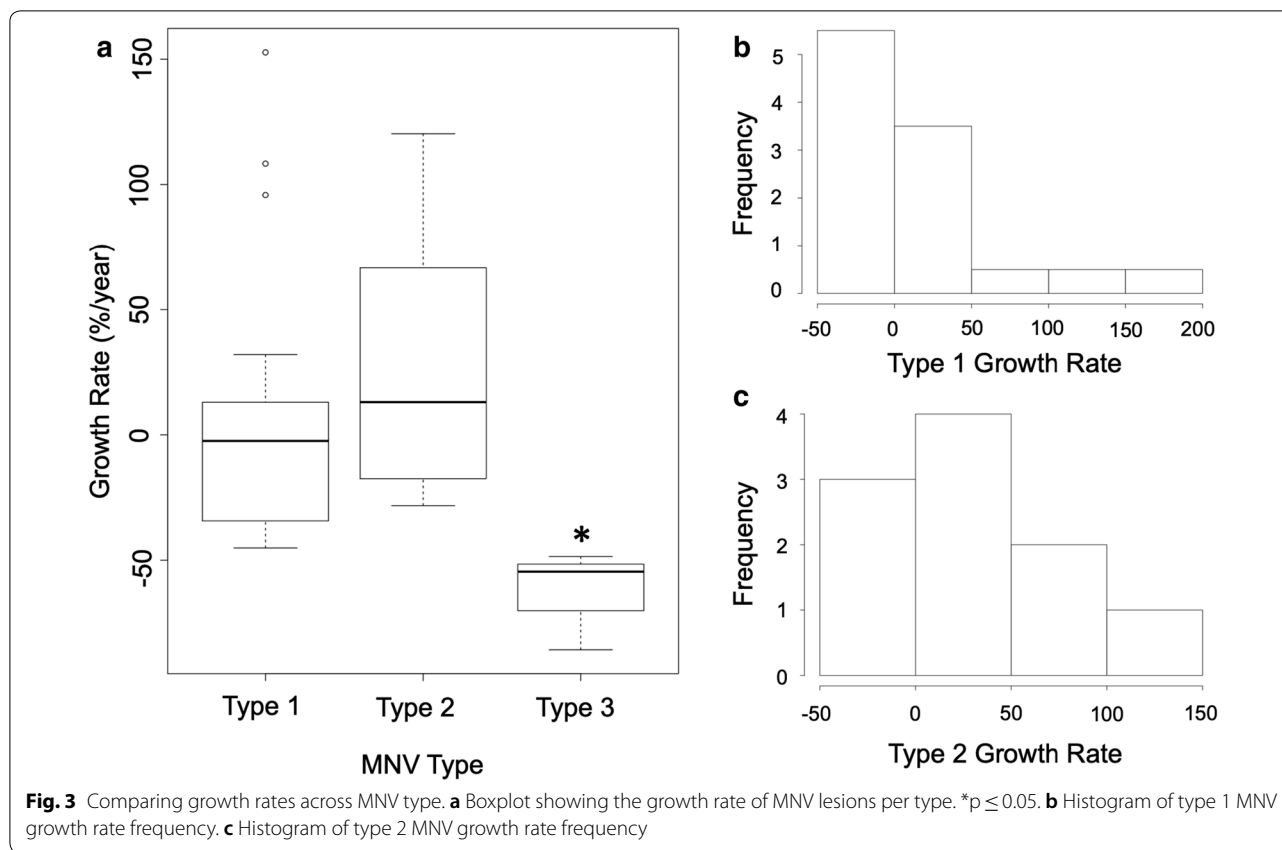 a
150
100
50
0
-50
Growth Rate (%/year)
Type 1 Type 2 Type 3
*
MNV Type
b
5
4
3
2
1
0
Frequency
-50 0 50 100 150 200
Type 1 Growth Rate
c
4
3
2
1
0
Frequency
-50 0 50 100 150
Type 2 Growth Rate
Fig. 3 Comparing growth rates across MNV type. a Boxplot showing the growth rate of MNV lesions per type. *p ≤ 0.05. b Histogram of type 1 MNV
growth rate frequency. c Histogram of type 2 MNV growth rate frequency